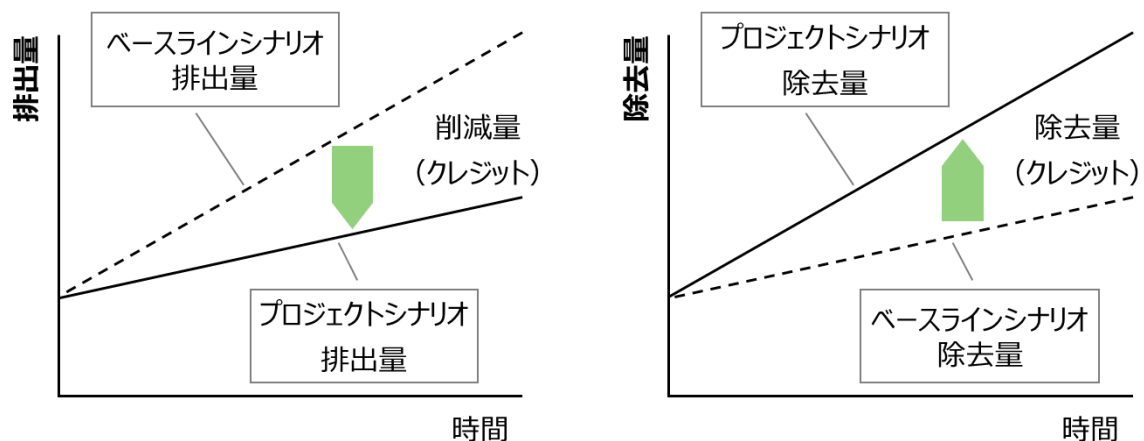 排出量
ベースラインシナリオ
排出量
削減量
（クレジット）
プロジェクトシナリオ
排出量
時間
除去量
プロジェクトシナリオ
除去量
除去量
（クレジット）
ベースラインシナリオ
除去量
時間